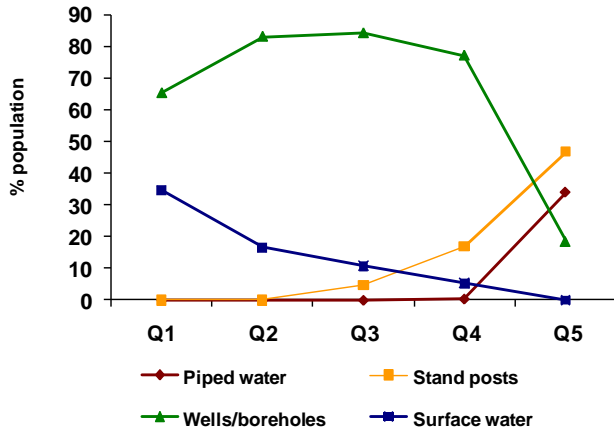 90
80
70
60
50
40
30
20
10
0
% population
Q1 Q2 Q3 Q4 Q5
Piped water Stand posts
Wells/boreholes Surface water